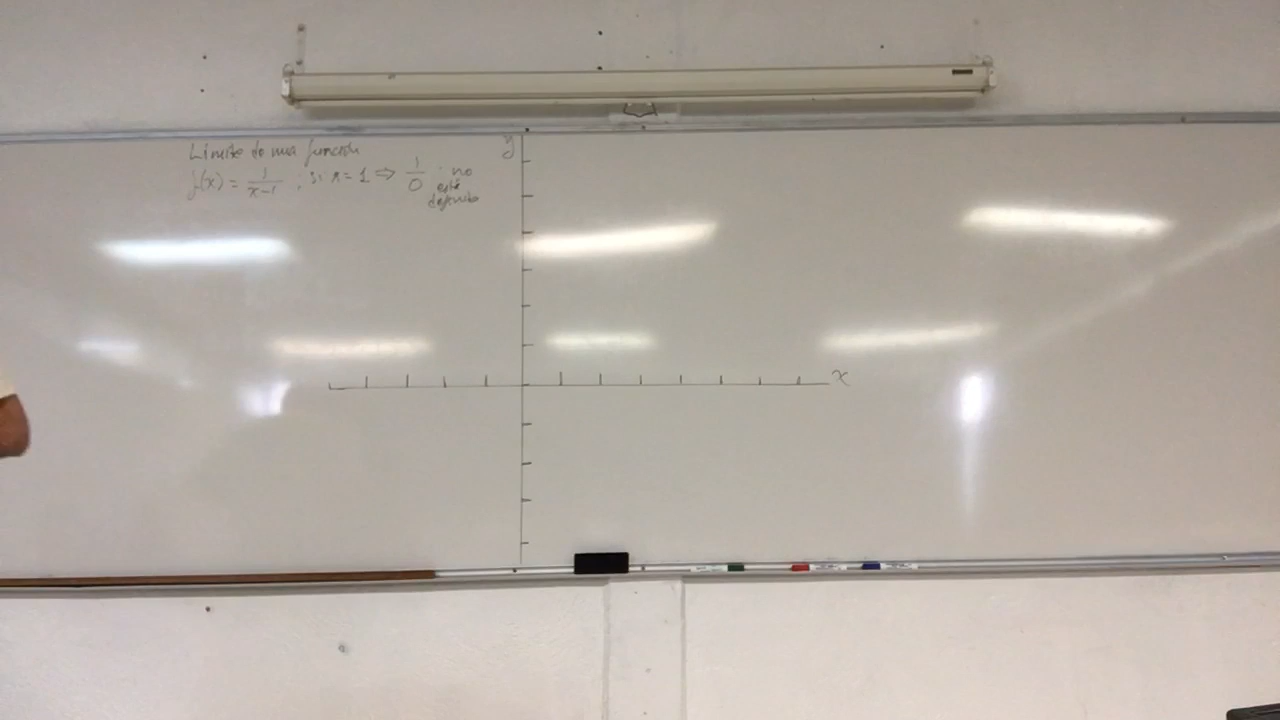 Límite de una función
f(x) = 1/(x-1) ; si x = 1 ⇒ 1/0 ; no
está
definido
y
x